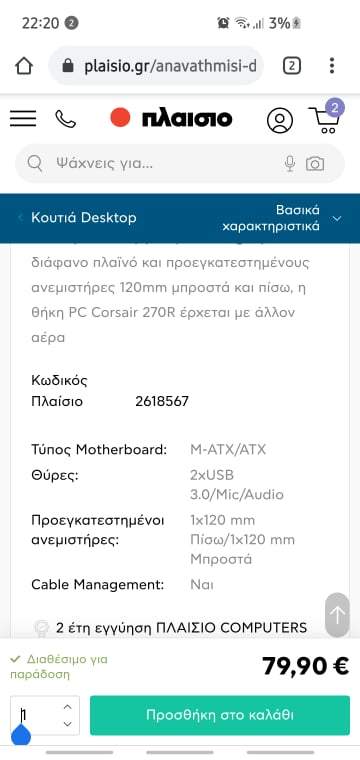 22:20 2 3%
plaisio.gr/anavathmisi-d 2
πλαισιο 2
Ψάχνεις για...
Κουτιά Desktop
Βασικά
χαρακτηριστικά
διάφανο πλαϊνό και προεγκατεστημένους
ανεμιστήρες 120mm μπροστά και πίσω, η
θήκη PC Corsair 270R έρχεται με άλλον
αέρα
Κωδικός
Πλαίσιο 2618567
Τύπος Motherboard: M-ATX/ATX
Θύρες: 2xUSB
3.0/Mic/Audio
Προεγκατεστημένοι 1x120 mm
ανεμιστήρες: Πίσω/1x120 mm
Μπροστά
Cable Management: Ναι
2 έτη εγγύηση ΠΛΑΙΣΙΟ COMPUTERS
Διαθέσιμο για
παράδοση
79,90 €
1
Προσθήκη στο καλάθι